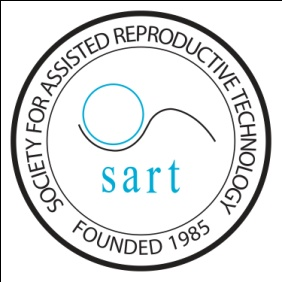 SOCIETY FOR ASSISTED REPRODUCTIVE TECHNOLOGY
sart
FOUNDED 1985